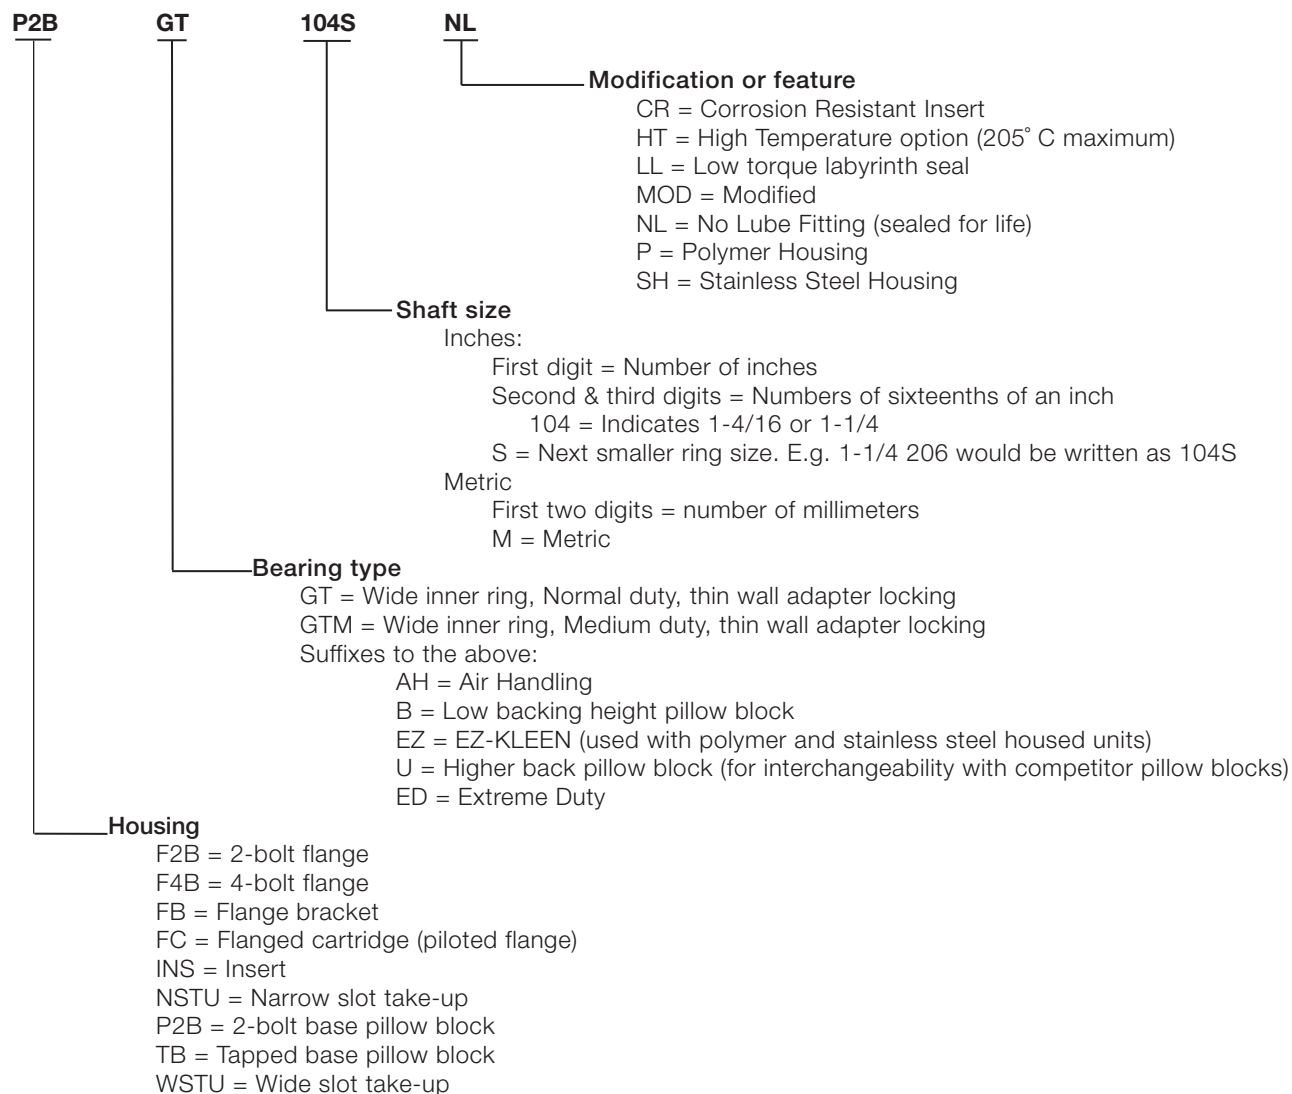 P2B GT 104S NL
Modification or feature
CR = Corrosion Resistant Insert
HT = High Temperature option (205˚ C maximum)
LL = Low torque labyrinth seal
MOD = Modified
NL = No Lube Fitting (sealed for life)
P = Polymer Housing
SH = Stainless Steel Housing
Shaft size
Inches:
First digit = Number of inches
Second & third digits = Numbers of sixteenths of an inch
104 = Indicates 1-4/16 or 1-1/4
S = Next smaller ring size. E.g. 1-1/4 206 would be written as 104S
Metric
First two digits = number of millimeters
M = Metric
Bearing type
GT = Wide inner ring, Normal duty, thin wall adapter locking
GTM = Wide inner ring, Medium duty, thin wall adapter locking
Suffixes to the above:
AH = Air Handling
B = Low backing height pillow block
EZ = EZ-KLEEN (used with polymer and stainless steel housed units)
U = Higher back pillow block (for interchangeability with competitor pillow blocks)
ED = Extreme Duty
Housing
F2B = 2-bolt flange
F4B = 4-bolt flange
FB = Flange bracket
FC = Flanged cartridge (piloted flange)
INS = Insert
NSTU = Narrow slot take-up
P2B = 2-bolt base pillow block
TB = Tapped base pillow block
WSTU = Wide slot take-up